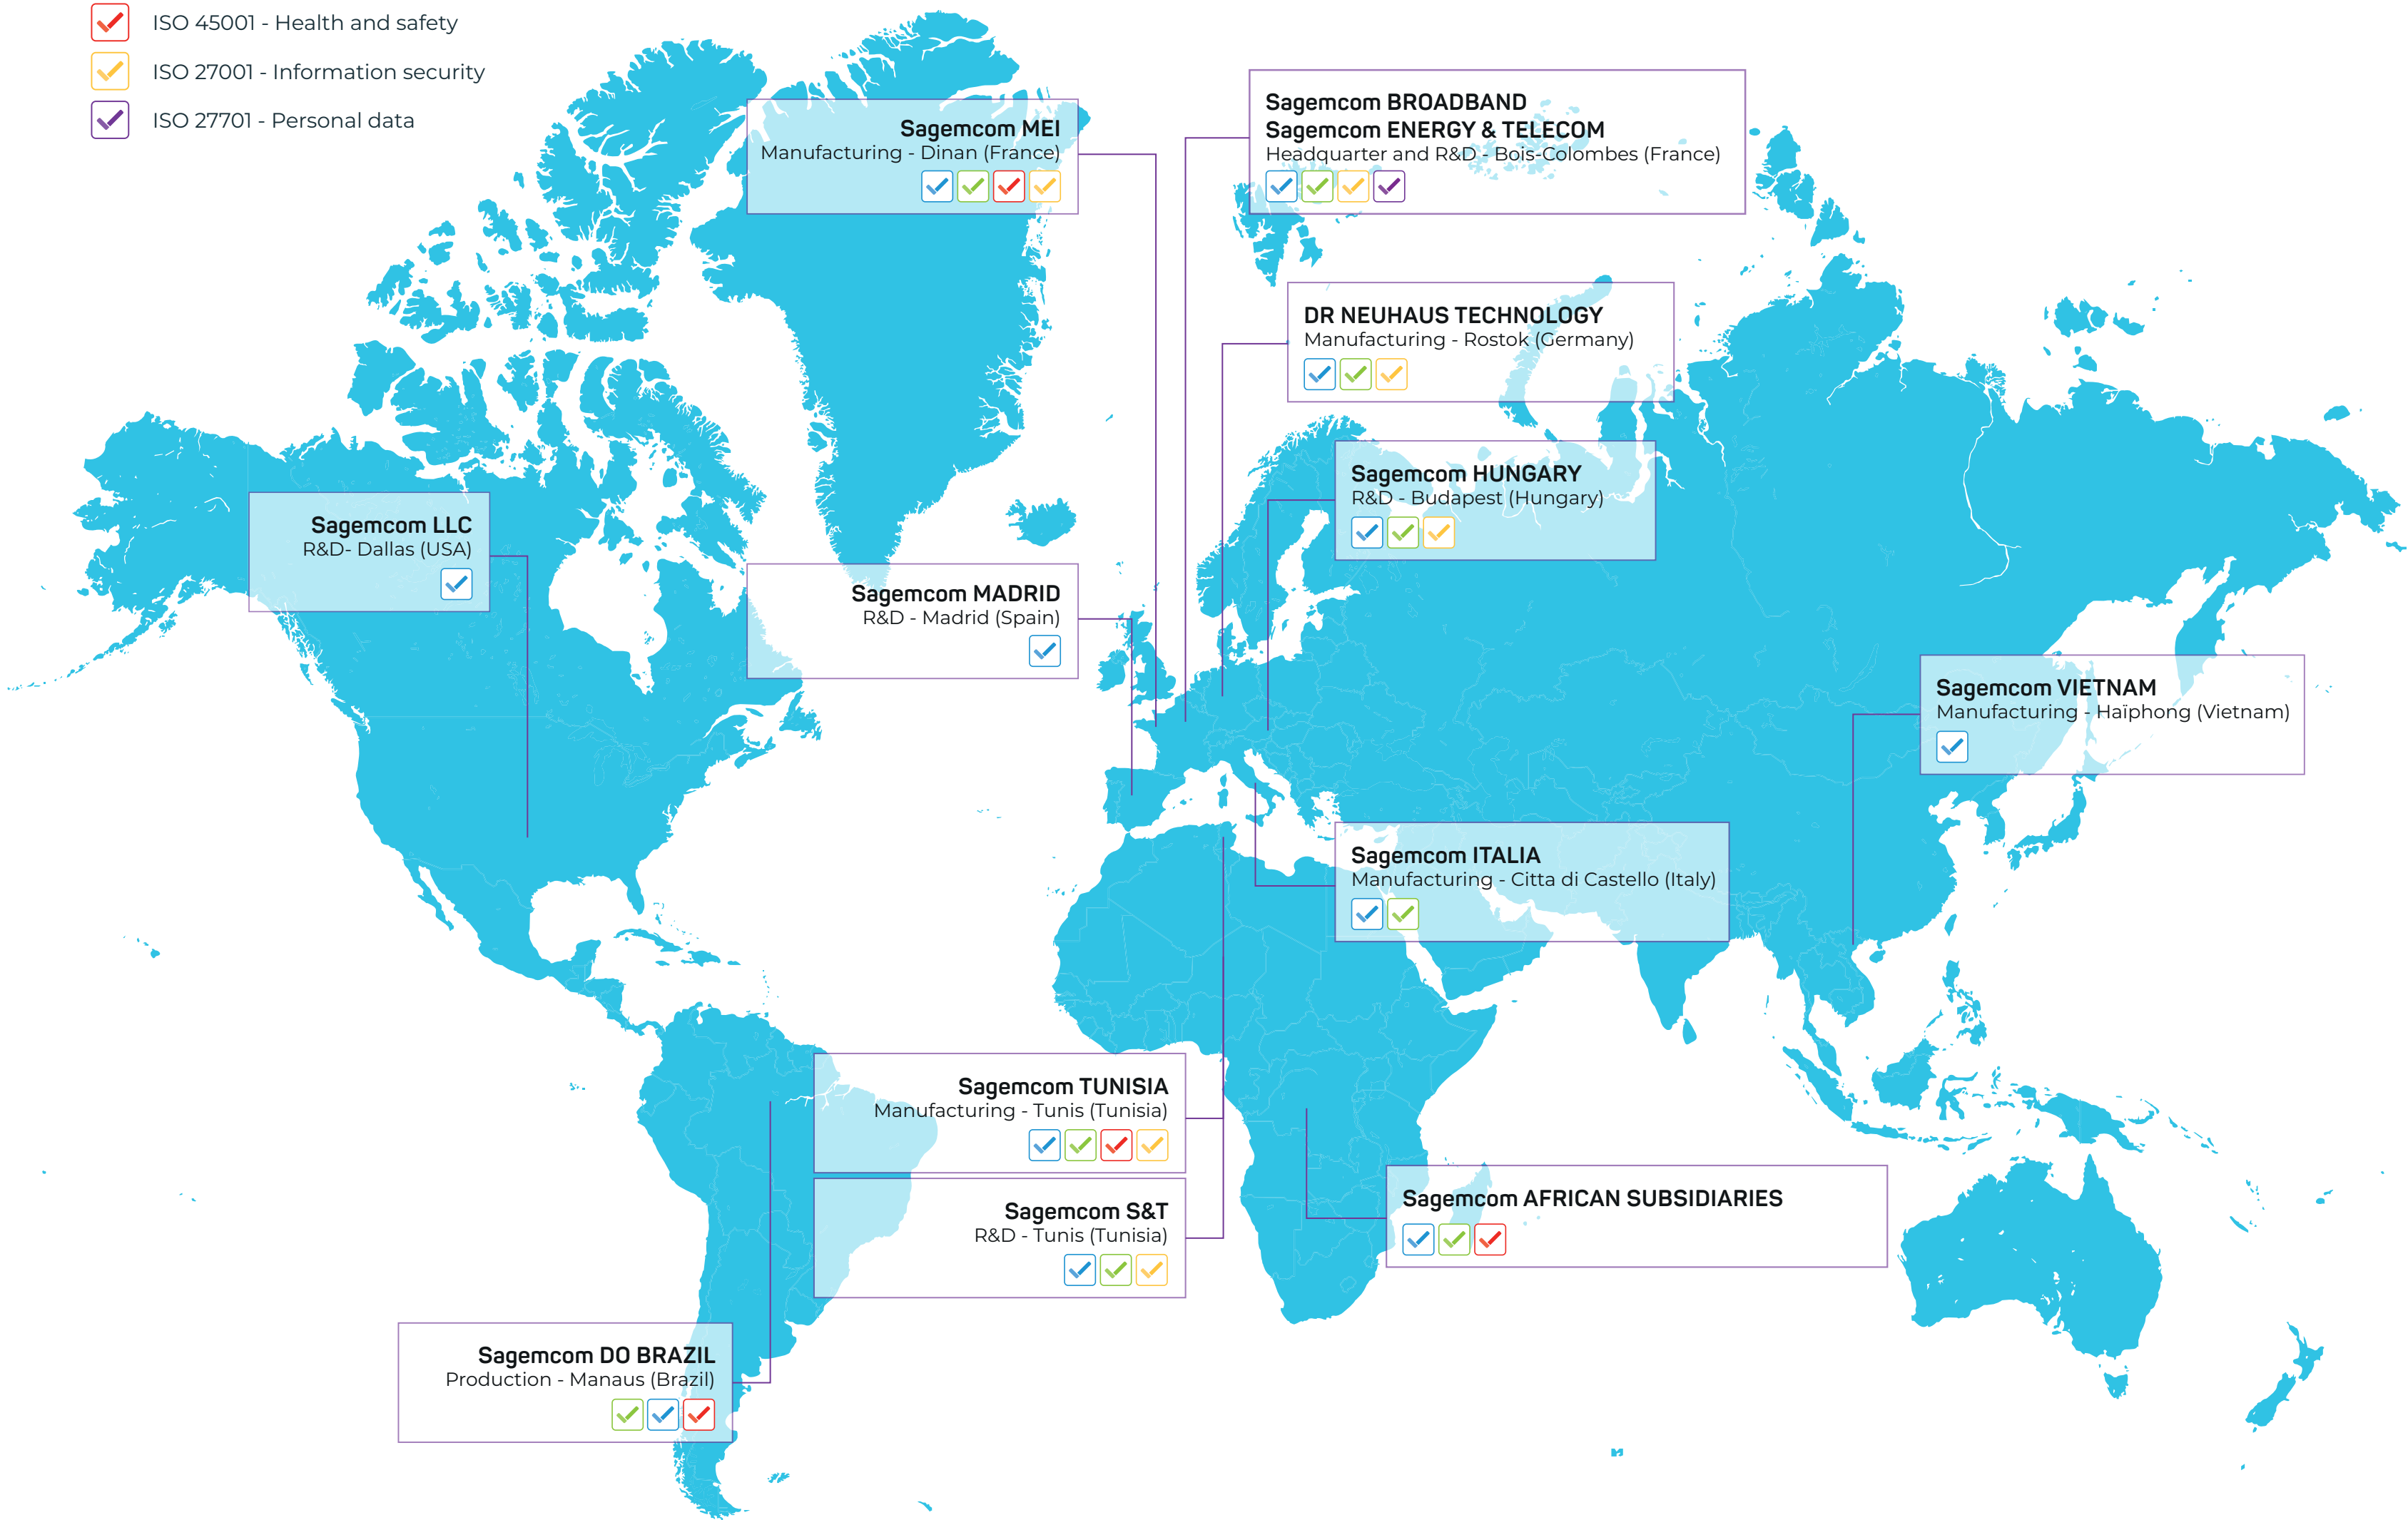 ISO 45001 - Health and safety
ISO 27001 - Information security
ISO 27701 - Personal data
Sagemcom MEI
Manufacturing - Dinan (France)
Sagemcom BROADBAND
Sagemcom ENERGY & TELECOM
Headquarter and R&D - Bois-Colombes (France)
DR NEUHAUS TECHNOLOGY
Manufacturing - Rostok (Germany)
Sagemcom HUNGARY
R&D - Budapest (Hungary)
Sagemcom LLC
R&D- Dallas (USA)
Sagemcom MADRID
R&D - Madrid (Spain)
Sagemcom VIETNAM
Manufacturing - Haïphong (Vietnam)
Sagemcom ITALIA
Manufacturing - Citta di Castello (Italy)
Sagemcom TUNISIA
Manufacturing - Tunis (Tunisia)
Sagemcom S&T
R&D - Tunis (Tunisia)
Sagemcom AFRICAN SUBSIDIARIES
Sagemcom DO BRAZIL
Production - Manaus (Brazil)